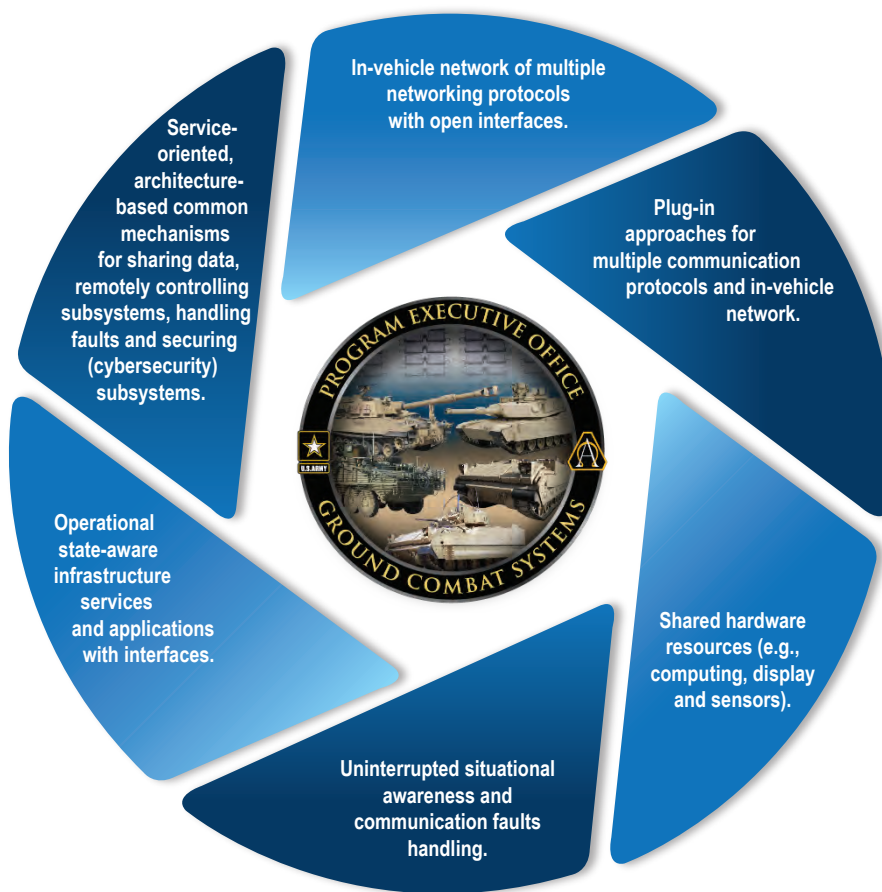 In-vehicle network of multiple
networking protocols
with open interfaces.
Plug-in
approaches for
multiple communication
protocols and in-vehicle
network.
Shared hardware
resources (e.g.,
computing, display
and sensors).
Uninterrupted situational
awareness and
communication faults
handling.
Operational
state-aware
infrastructure
services
and applications
with interfaces.
Service-
oriented,
architecture-
based common
mechanisms
for sharing data,
remotely controlling
subsystems, handling
faults and securing
(cybersecurity)
subsystems.
PROGRAM EXECUTIVE OFFICE
U.S.ARMY
GROUND COMBAT SYSTEMS